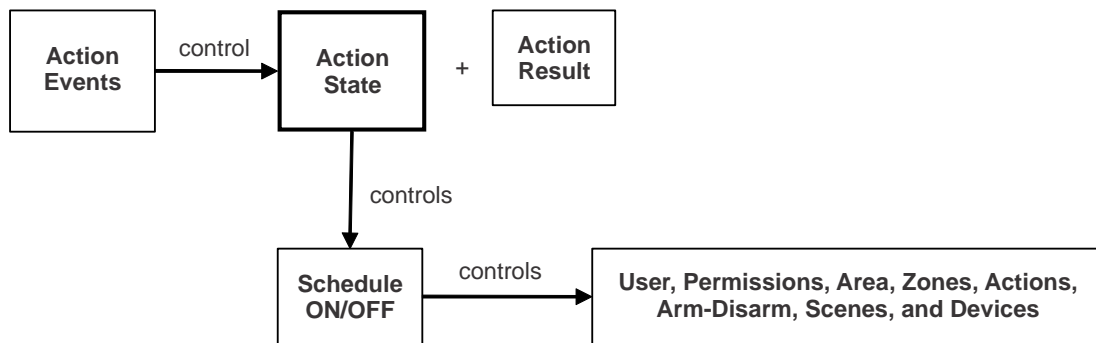 Action
Events
control
Action
State
+
Action
Result
controls
Schedule
ON/OFF
controls
User, Permissions, Area, Zones, Actions,
Arm-Disarm, Scenes, and Devices